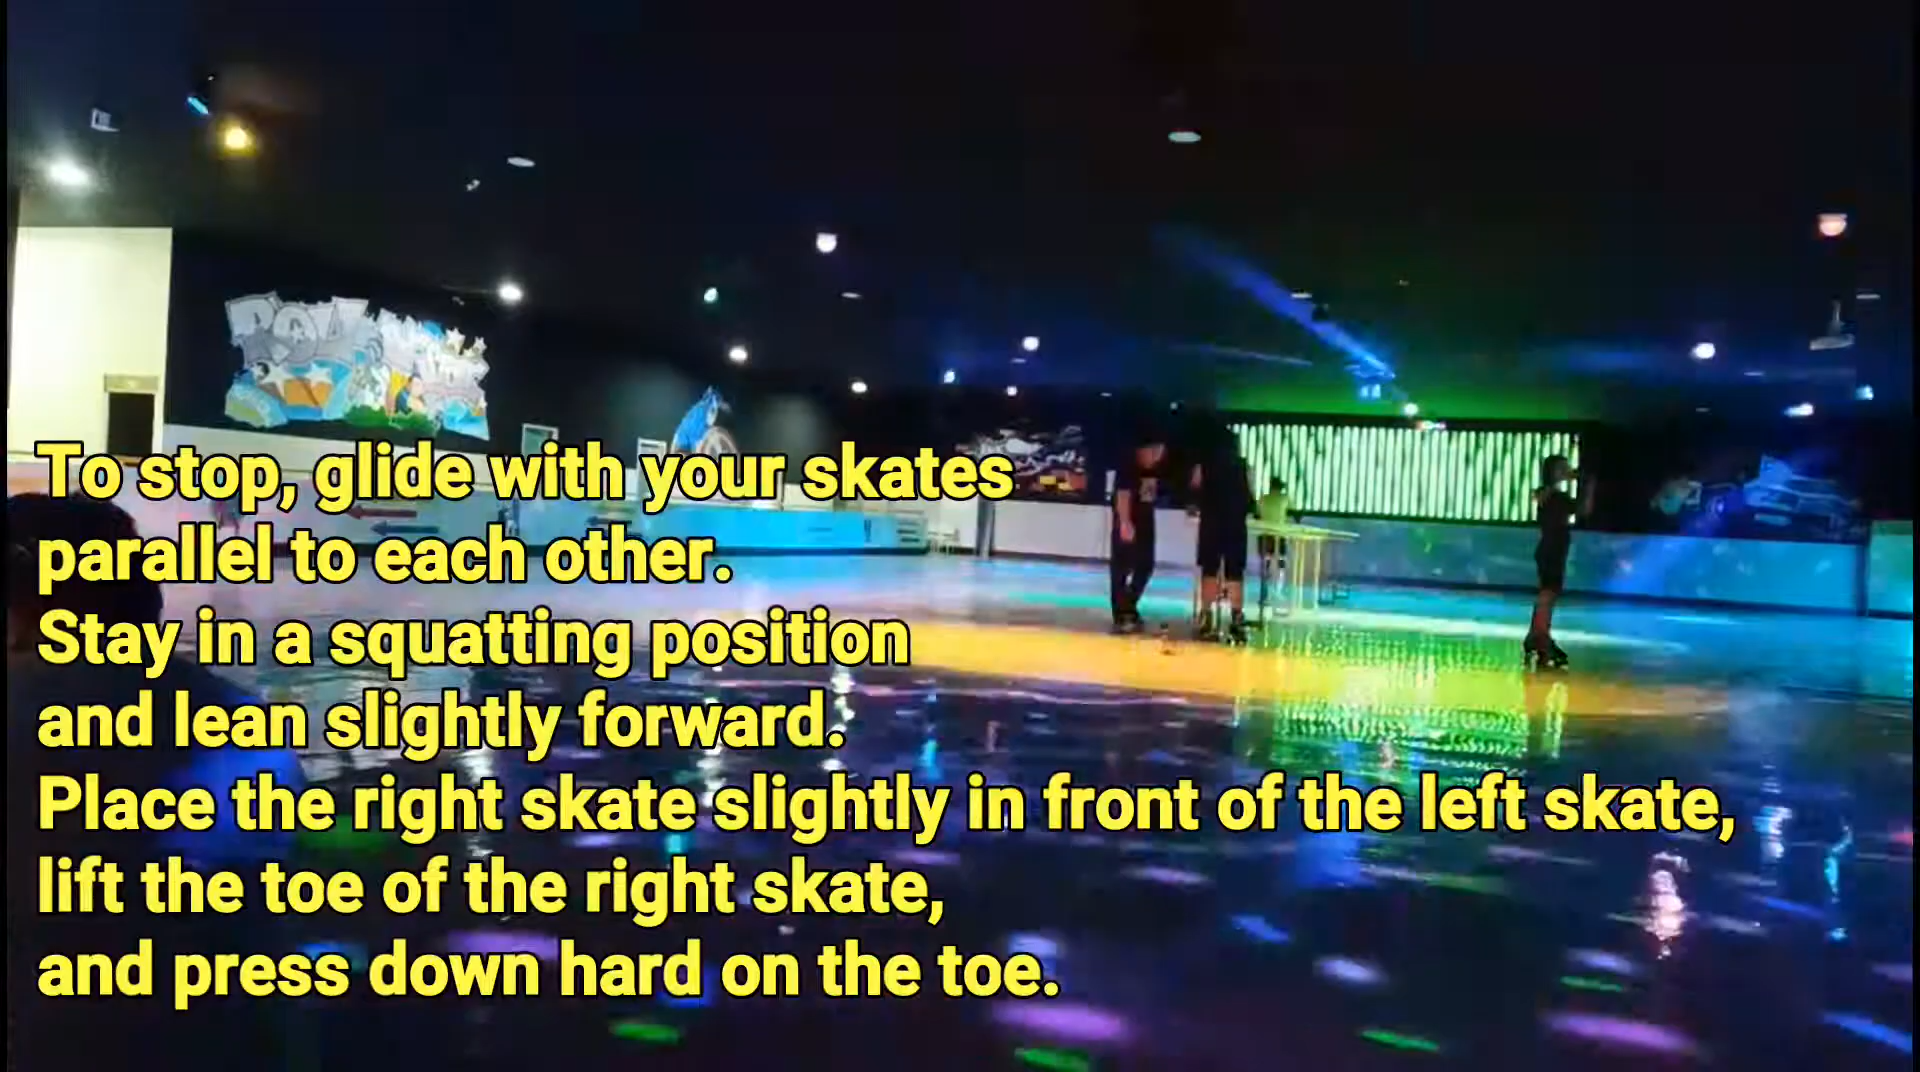 To stop, glide with your skates
parallel to each other.
Stay in a squatting position
and lean slightly forward.
Place the right skate slightly in front of the left skate,
lift the toe of the right skate,
and press down hard on the toe.